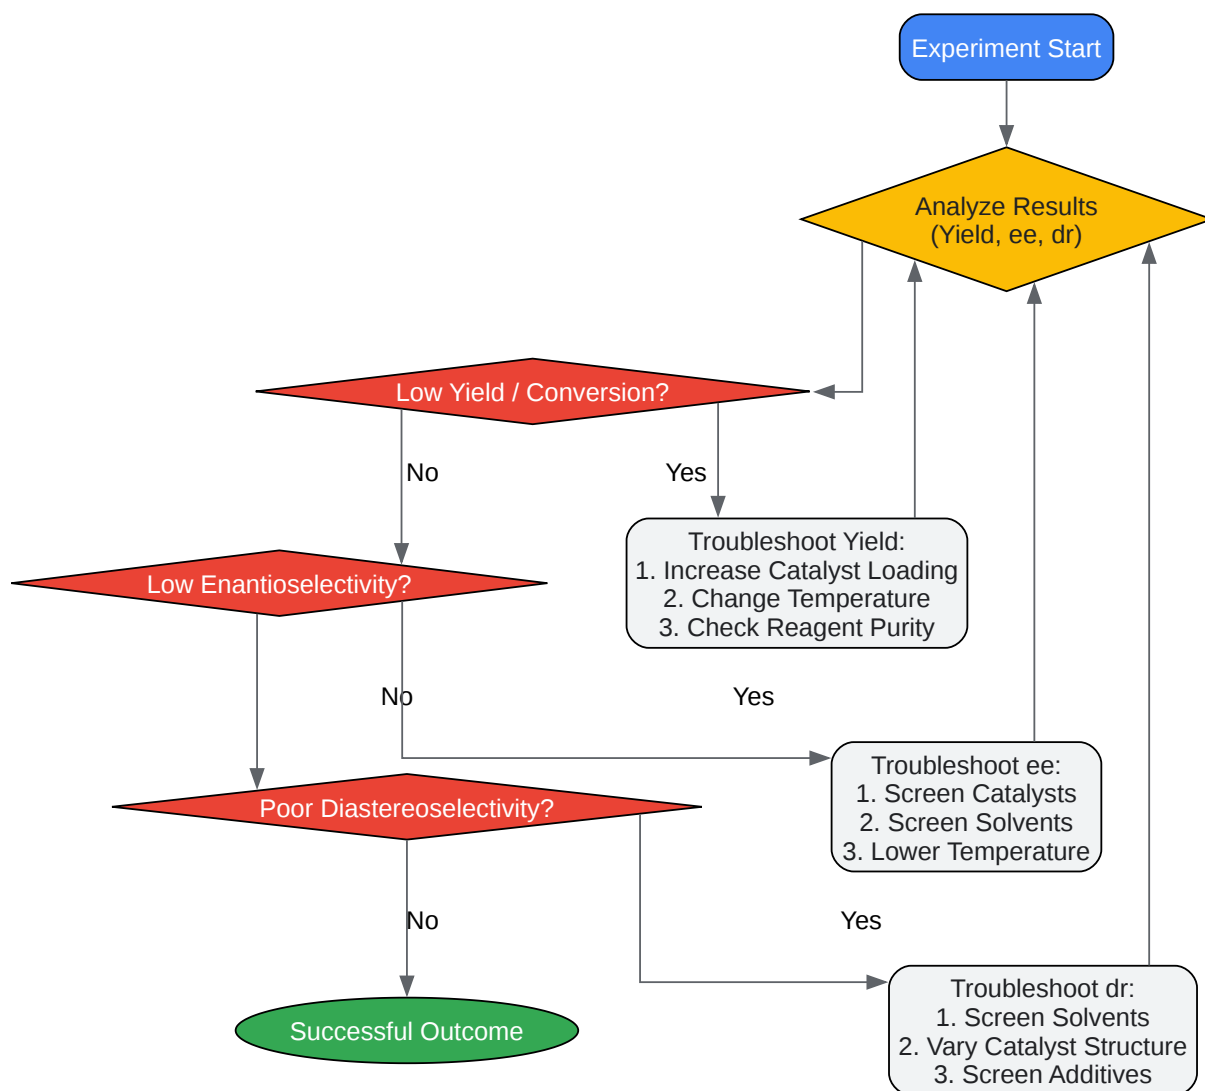 Experiment Start
Analyze Results
(Yield, ee, dr)
Low Yield / Conversion?
No
Yes
Troubleshoot Yield:
1. Increase Catalyst Loading
2. Change Temperature
3. Check Reagent Purity
Low Enantioselectivity?
No
Yes
Troubleshoot ee:
1. Screen Catalysts
2. Screen Solvents
3. Lower Temperature
Poor Diastereoselectivity?
No
Yes
Troubleshoot dr:
1. Screen Solvents
2. Vary Catalyst Structure
3. Screen Additives
Successful Outcome